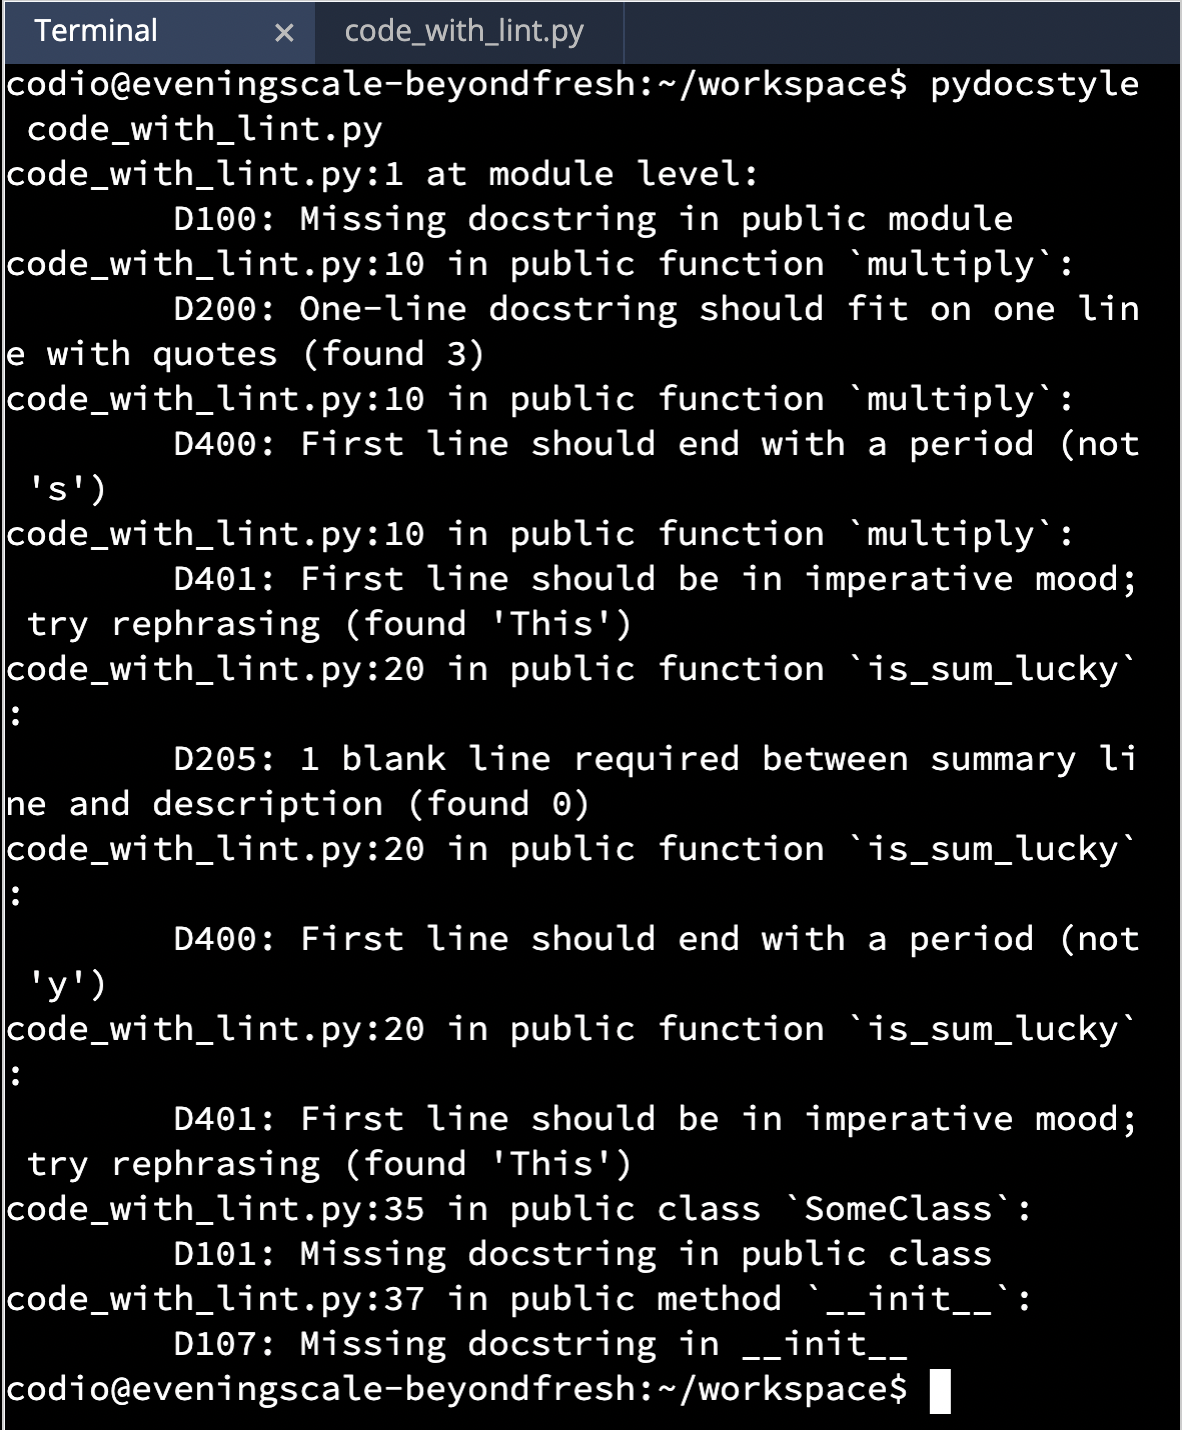 Terminal × code_with_lint.py
codio@eveningscale-beyondfresh:~/workspace$ pydocstyle
 code_with_lint.py
code_with_lint.py:1 at module level:
        D100: Missing docstring in public module
code_with_lint.py:10 in public function `multiply`:
        D200: One-line docstring should fit on one lin
e with quotes (found 3)
code_with_lint.py:10 in public function `multiply`:
        D400: First line should end with a period (not
 's')
code_with_lint.py:10 in public function `multiply`:
        D401: First line should be in imperative mood;
 try rephrasing (found 'This')
code_with_lint.py:20 in public function `is_sum_lucky`
:
        D205: 1 blank line required between summary li
ne and description (found 0)
code_with_lint.py:20 in public function `is_sum_lucky`
:
        D400: First line should end with a period (not
 'y')
code_with_lint.py:20 in public function `is_sum_lucky`
:
        D401: First line should be in imperative mood;
 try rephrasing (found 'This')
code_with_lint.py:35 in public class `SomeClass`:
        D101: Missing docstring in public class
code_with_lint.py:37 in public method `__init__`:
        D107: Missing docstring in __init__
codio@eveningscale-beyondfresh:~/workspace$